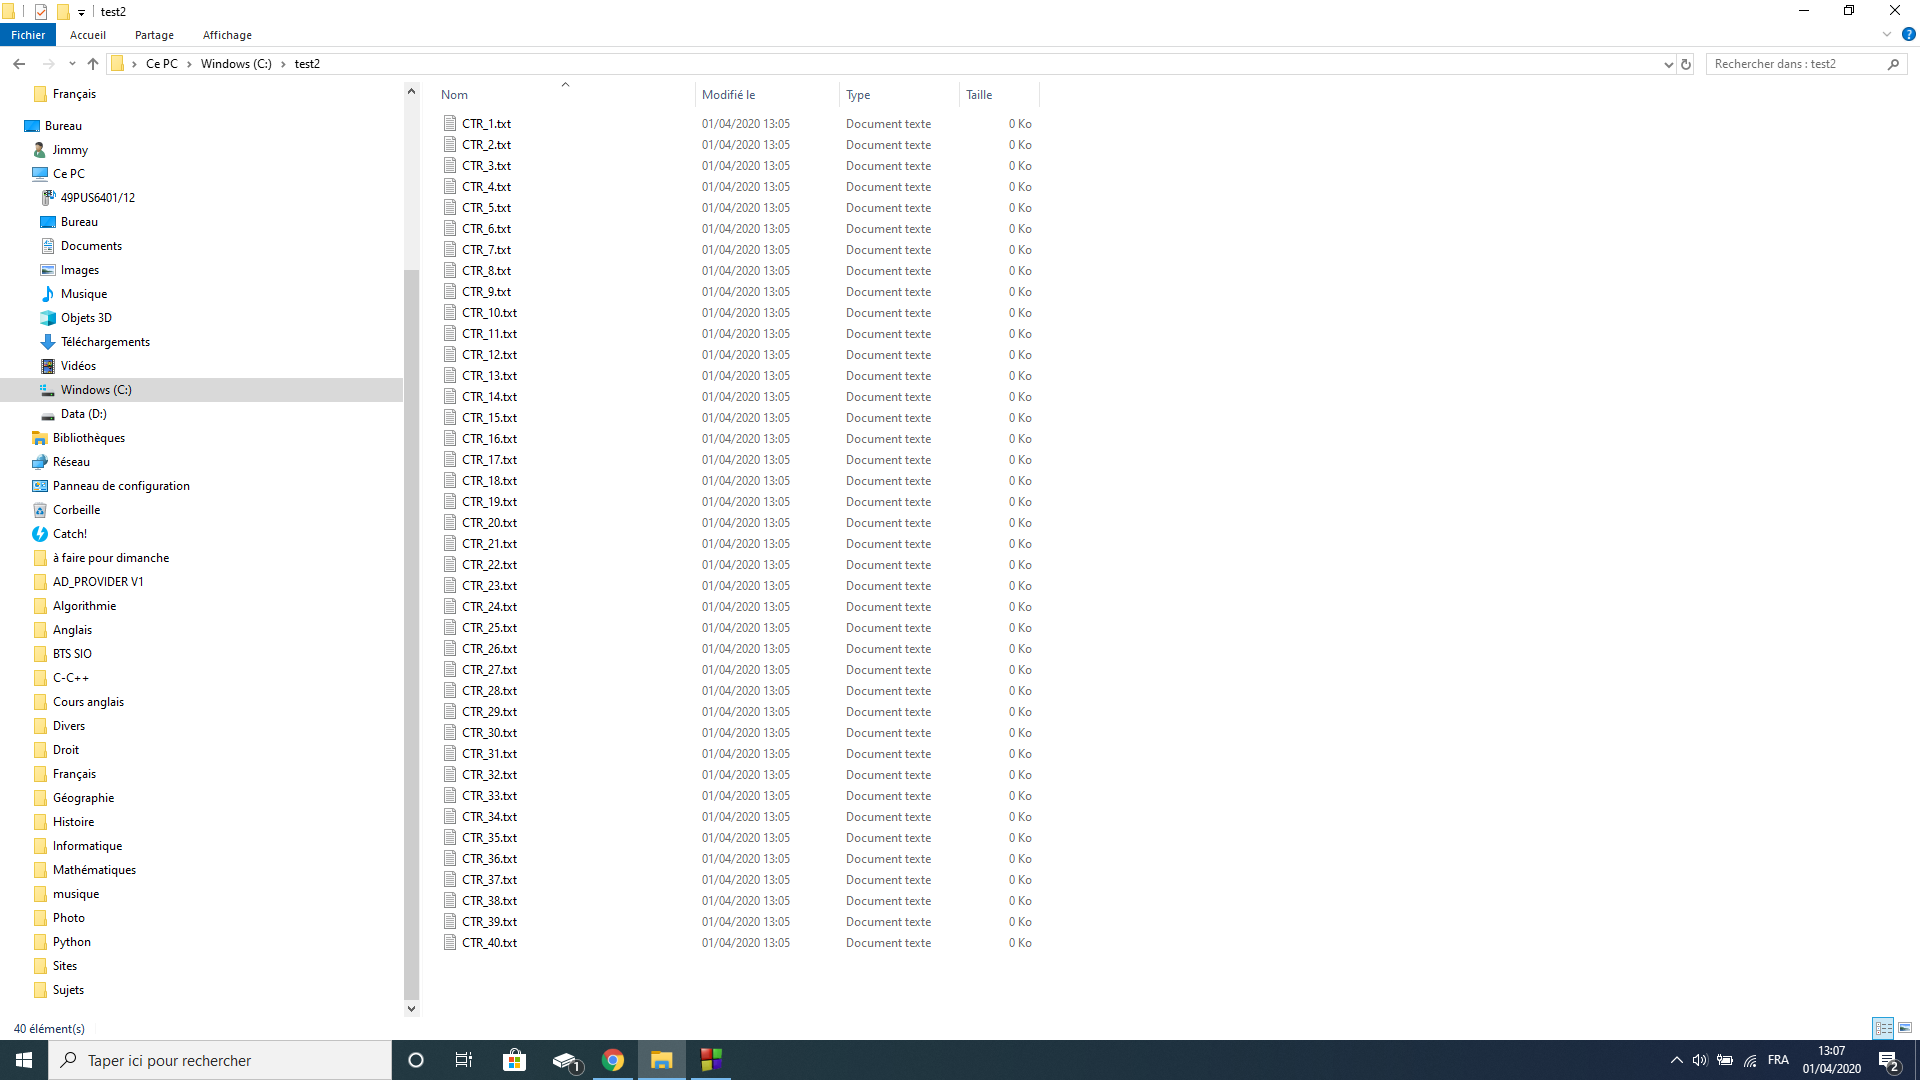 test2
Fichier Accueil Partage Affichage
Ce PC Windows (C:) test2
Rechercher dans : test2
Français
Bureau
Jimmy
Ce PC
49PUS6401/12
Bureau
Documents
Images
Musique
Objets 3D
Téléchargements
Vidéos
Windows (C:)
Data (D:)
Bibliothèques
Réseau
Panneau de configuration
Corbeille
Catch!
à faire pour dimanche
AD_PROVIDER V1
Algorithmie
Anglais
BTS SIO
C-C++
Cours anglais
Divers
Droit
Français
Géographie
Histoire
Informatique
Mathématiques
musique
Photo
Python
Sites
Sujets
Nom Modifié le Type Taille
CTR_1.txt 01/04/2020 13:05 Document texte 0 Ko
CTR_2.txt 01/04/2020 13:05 Document texte 0 Ko
CTR_3.txt 01/04/2020 13:05 Document texte 0 Ko
CTR_4.txt 01/04/2020 13:05 Document texte 0 Ko
CTR_5.txt 01/04/2020 13:05 Document texte 0 Ko
CTR_6.txt 01/04/2020 13:05 Document texte 0 Ko
CTR_7.txt 01/04/2020 13:05 Document texte 0 Ko
CTR_8.txt 01/04/2020 13:05 Document texte 0 Ko
CTR_9.txt 01/04/2020 13:05 Document texte 0 Ko
CTR_10.txt 01/04/2020 13:05 Document texte 0 Ko
CTR_11.txt 01/04/2020 13:05 Document texte 0 Ko
CTR_12.txt 01/04/2020 13:05 Document texte 0 Ko
CTR_13.txt 01/04/2020 13:05 Document texte 0 Ko
CTR_14.txt 01/04/2020 13:05 Document texte 0 Ko
CTR_15.txt 01/04/2020 13:05 Document texte 0 Ko
CTR_16.txt 01/04/2020 13:05 Document texte 0 Ko
CTR_17.txt 01/04/2020 13:05 Document texte 0 Ko
CTR_18.txt 01/04/2020 13:05 Document texte 0 Ko
CTR_19.txt 01/04/2020 13:05 Document texte 0 Ko
CTR_20.txt 01/04/2020 13:05 Document texte 0 Ko
CTR_21.txt 01/04/2020 13:05 Document texte 0 Ko
CTR_22.txt 01/04/2020 13:05 Document texte 0 Ko
CTR_23.txt 01/04/2020 13:05 Document texte 0 Ko
CTR_24.txt 01/04/2020 13:05 Document texte 0 Ko
CTR_25.txt 01/04/2020 13:05 Document texte 0 Ko
CTR_26.txt 01/04/2020 13:05 Document texte 0 Ko
CTR_27.txt 01/04/2020 13:05 Document texte 0 Ko
CTR_28.txt 01/04/2020 13:05 Document texte 0 Ko
CTR_29.txt 01/04/2020 13:05 Document texte 0 Ko
CTR_30.txt 01/04/2020 13:05 Document texte 0 Ko
CTR_31.txt 01/04/2020 13:05 Document texte 0 Ko
CTR_32.txt 01/04/2020 13:05 Document texte 0 Ko
CTR_33.txt 01/04/2020 13:05 Document texte 0 Ko
CTR_34.txt 01/04/2020 13:05 Document texte 0 Ko
CTR_35.txt 01/04/2020 13:05 Document texte 0 Ko
CTR_36.txt 01/04/2020 13:05 Document texte 0 Ko
CTR_37.txt 01/04/2020 13:05 Document texte 0 Ko
CTR_38.txt 01/04/2020 13:05 Document texte 0 Ko
CTR_39.txt 01/04/2020 13:05 Document texte 0 Ko
CTR_40.txt 01/04/2020 13:05 Document texte 0 Ko
40 élément(s)
Taper ici pour rechercher
1
FRA
13:07
01/04/2020
2